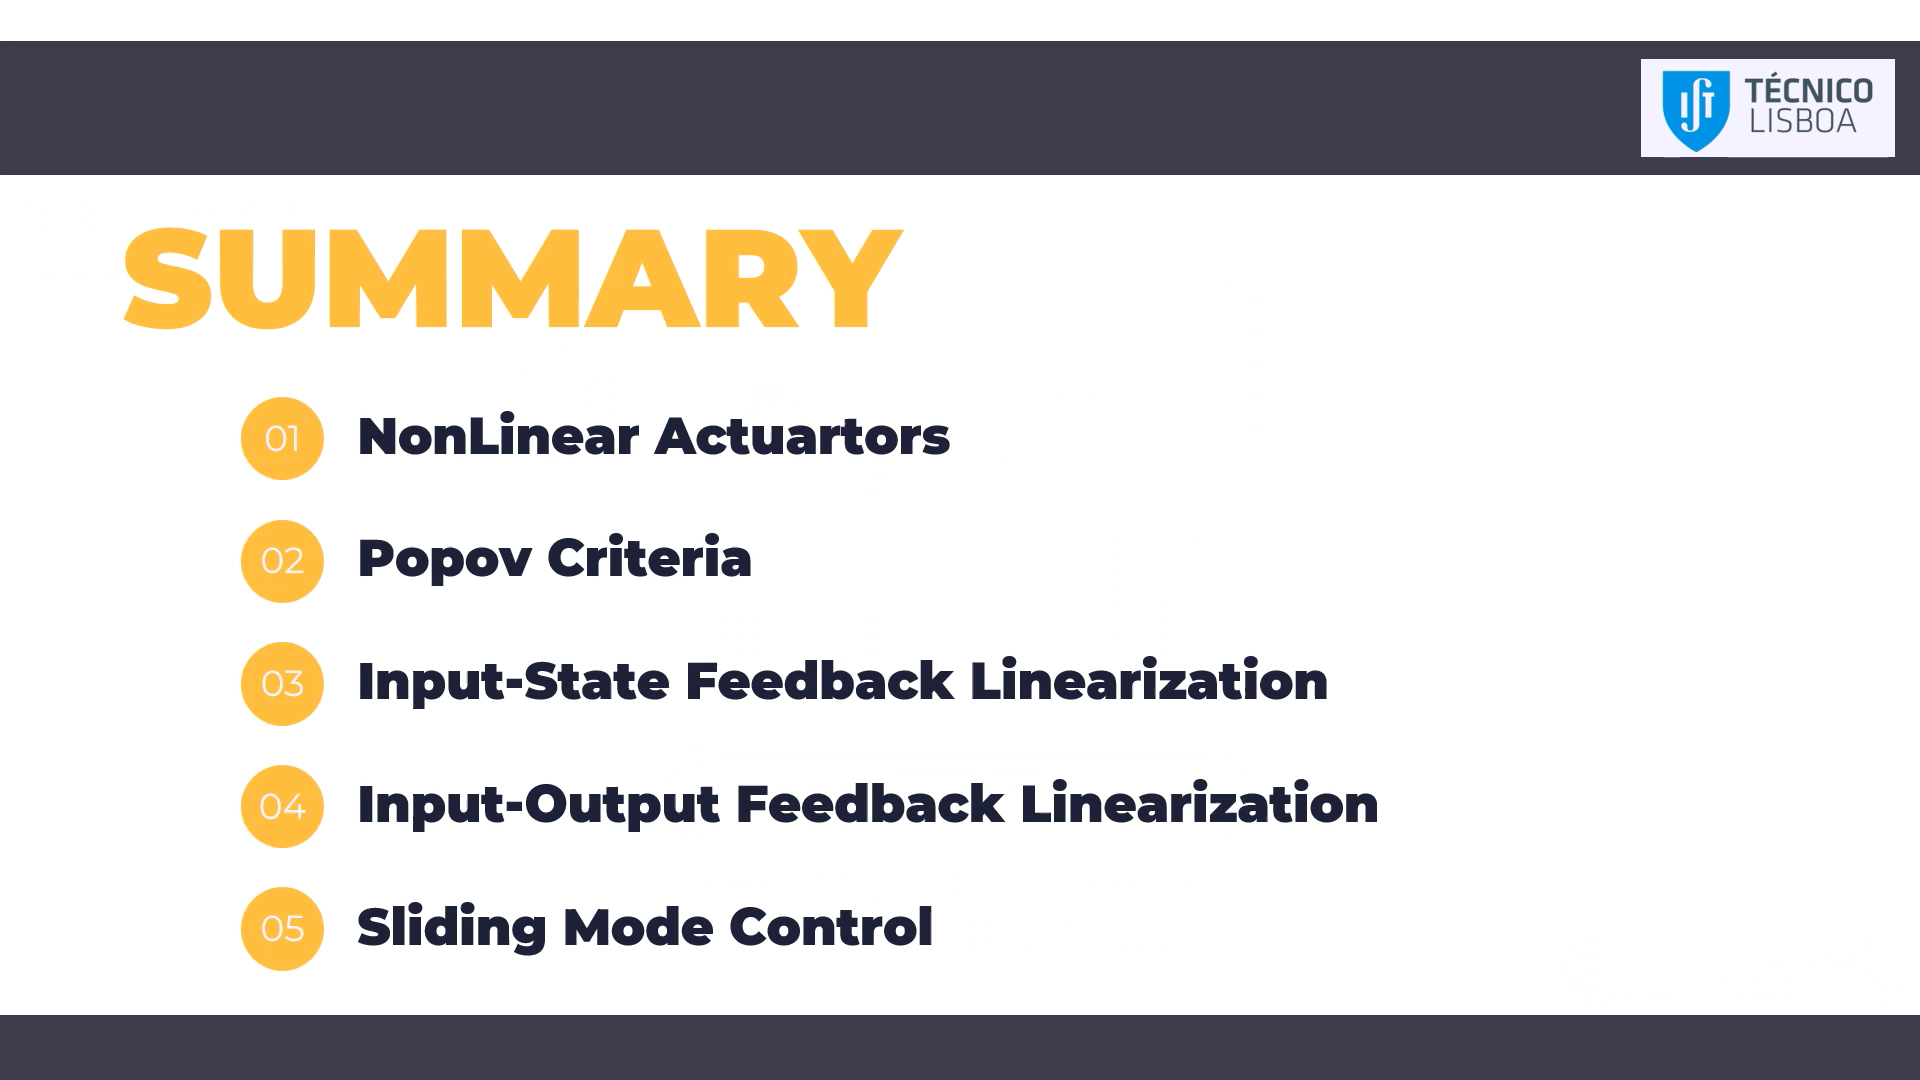 TÉCNICO
LISBOA
SUMMARY
01 NonLinear Actuartors
02 Popov Criteria
03 Input-State Feedback Linearization
04 Input-Output Feedback Linearization
05 Sliding Mode Control